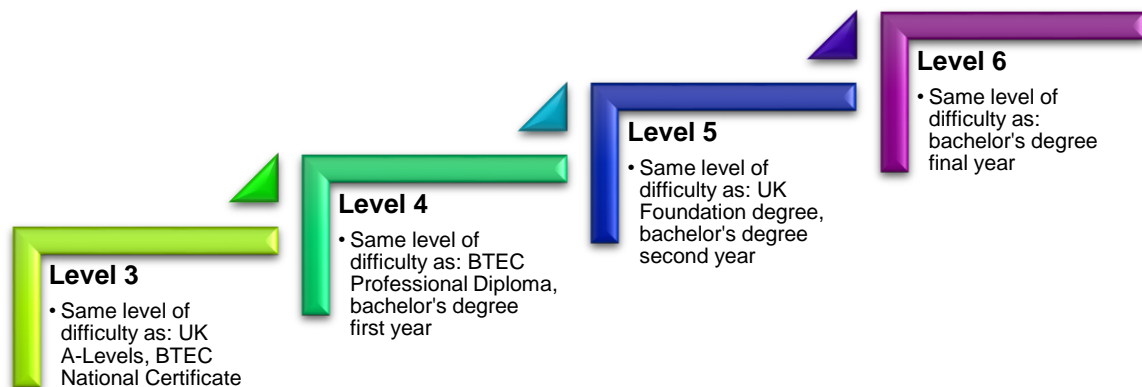 Level 3
• Same level of
difficulty as: UK
A-Levels, BTEC
National Certificate
Level 4
• Same level of
difficulty as: BTEC
Professional Diploma,
bachelor's degree
first year
Level 5
• Same level of
difficulty as: UK
Foundation degree,
bachelor's degree
second year
Level 6
• Same level of
difficulty as:
bachelor's degree
final year